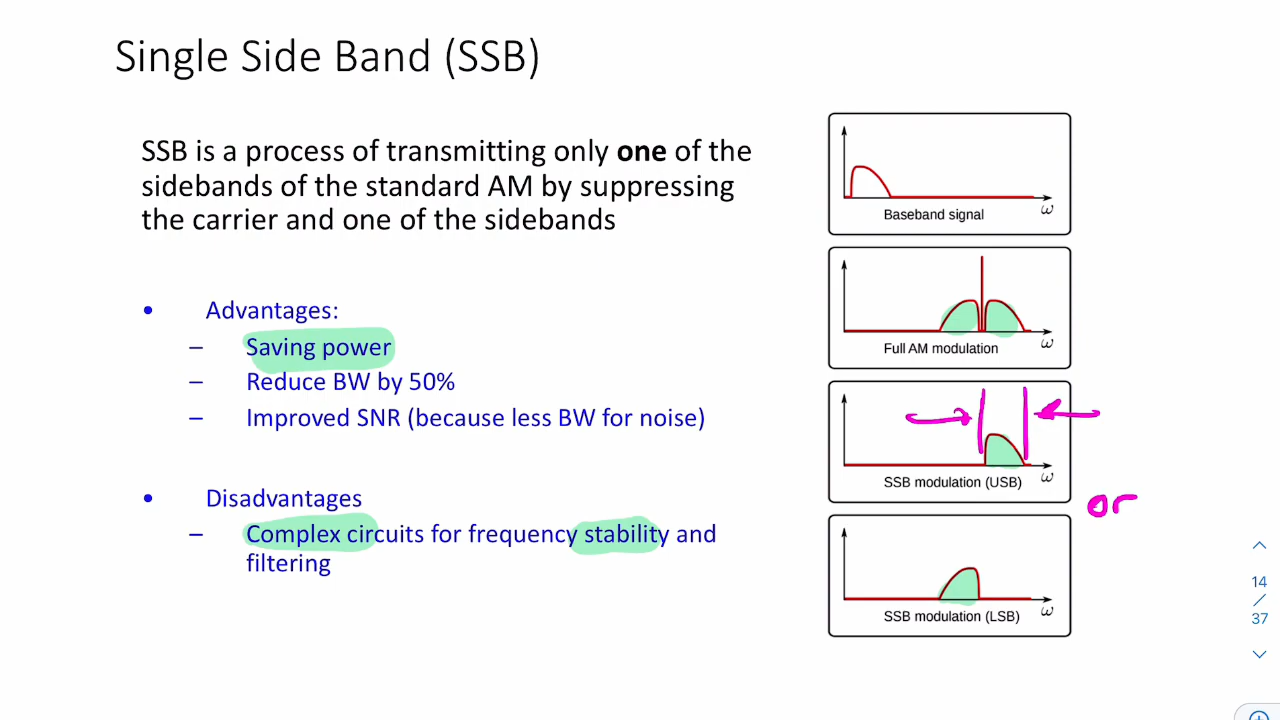 Single Side Band (SSB)
SSB is a process of transmitting only one of the
sidebands of the standard AM by suppressing
the carrier and one of the sidebands
• Advantages:
– Saving power
– Reduce BW by 50%
– Improved SNR (because less BW for noise)
• Disadvantages
– Complex circuits for frequency stability and
filtering
ω
Baseband signal
ω
Full AM modulation
ω
SSB modulation (USB)
or
ω
SSB modulation (LSB)
14
/
37